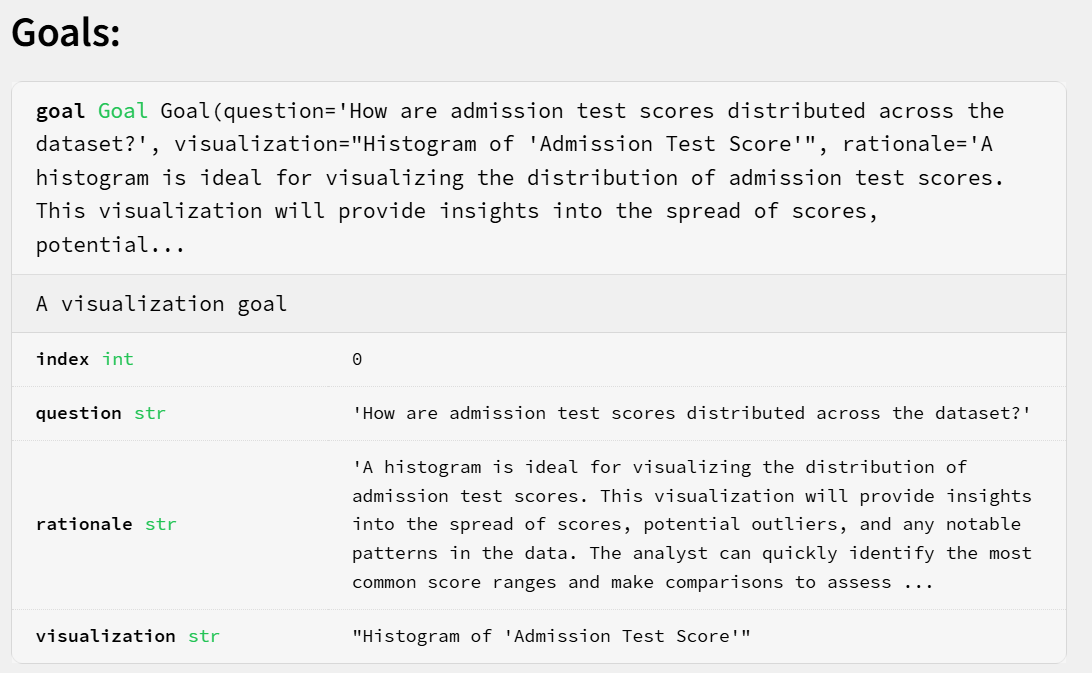 Goals:
goal Goal Goal(question='How are admission test scores distributed across the
dataset?', visualization="Histogram of 'Admission Test Score'", rationale='A
histogram is ideal for visualizing the distribution of admission test scores.
This visualization will provide insights into the spread of scores,
potential...
A visualization goal
index int 0
question str 'How are admission test scores distributed across the dataset?'
rationale str
'A histogram is ideal for visualizing the distribution of
admission test scores. This visualization will provide insights
into the spread of scores, potential outliers, and any notable
patterns in the data. The analyst can quickly identify the most
common score ranges and make comparisons to assess ...
visualization str "Histogram of 'Admission Test Score'"